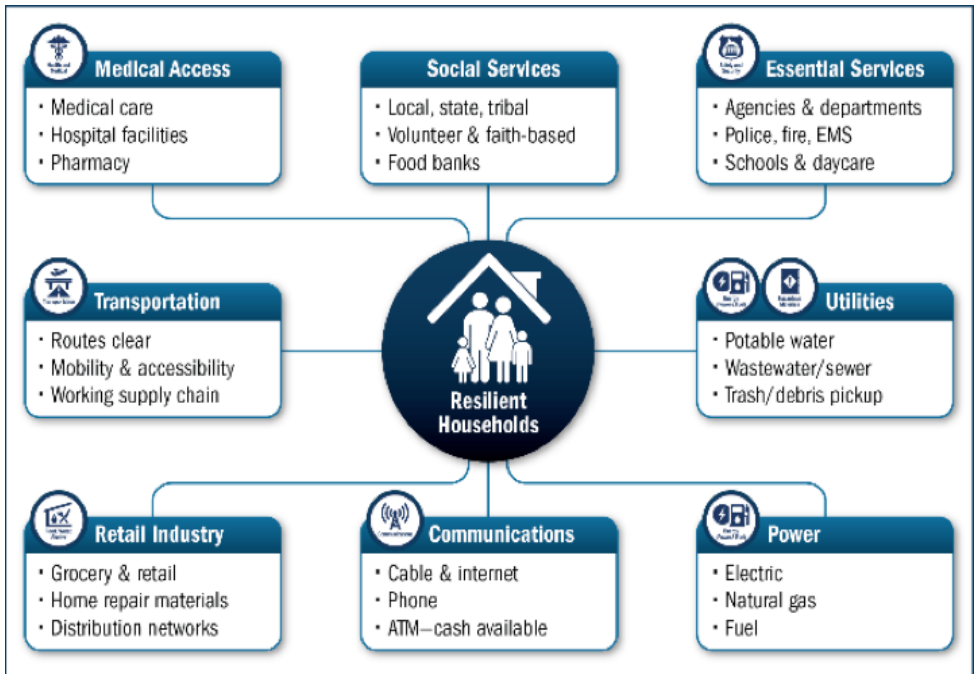 Medical Access
• Medical care
• Hospital facilities
• Pharmacy
Social Services
• Local, state, tribal
• Volunteer & faith-based
• Food banks
Essential Services
• Agencies & departments
• Police, fire, EMS
• Schools & daycare
Transportation
• Routes clear
• Mobility & accessibility
• Working supply chain
Resilient
Households
Utilities
• Potable water
• Wastewater/sewer
• Trash/debris pickup
Retail Industry
• Grocery & retail
• Home repair materials
• Distribution networks
Communications
• Cable & internet
• Phone
• ATM—cash available
Power
• Electric
• Natural gas
• Fuel